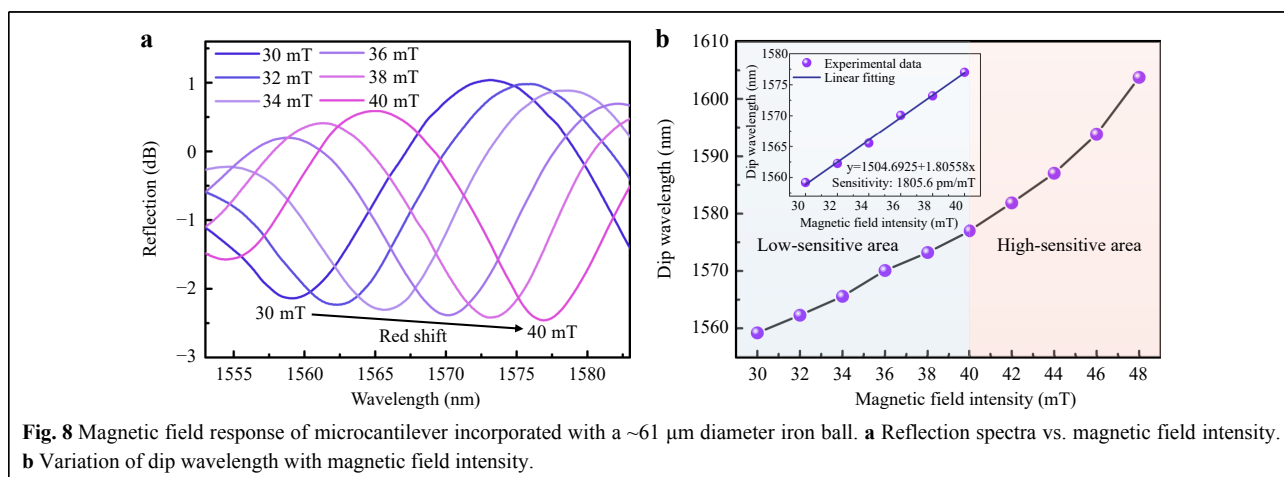 a
30 mT 36 mT
32 mT 38 mT
34 mT 40 mT
1
0
−1
−2
−3
Reflection (dB)
30 mT
Red shift
40 mT
1555 1560 1565 1570 1575 1580
Wavelength (nm)
b
1610
1600
1590
1580
1570
1560
Dip wavelength (nm)
1580
1570
1565
1560
Dip wavelength (nm)
Experimental data
Linear fitting
y=1504.6925+1.80558x
Sensitivity: 1805.6 pm/mT
30 32 34 36 38 40
Magnetic field intensity (mT)
Low-sensitive area
High-sensitive area
30 32 34 36 38 40 42 44 46 48
Magnetic field intensity (mT)
Fig. 8 Magnetic field response of microcantilever incorporated with a ~61 μm diameter iron ball. a Reflection spectra vs. magnetic field intensity.
b Variation of dip wavelength with magnetic field intensity.